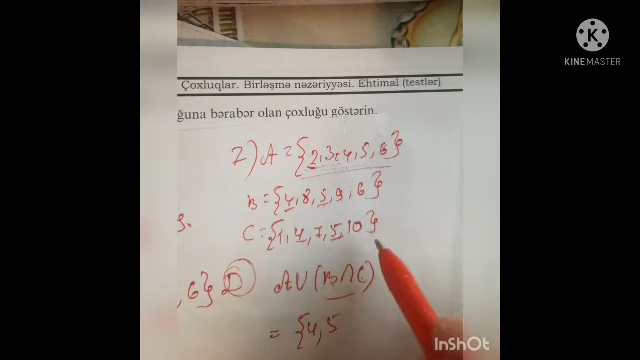 KINEMASTER
Çoxluqlar. Birləşmə nəzəriyyəsi. Ehtimal (testlər)
ğuna bərabər olan çoxluğu göstərin.
7) A = {2, 3, 4, 5, 6}
B = {4, 8, 5, 9, 6}
C = {1, 4, 7, 5, 10}
, 6} D A ∪ (B ∩ C)
= {4, 5
InShOt